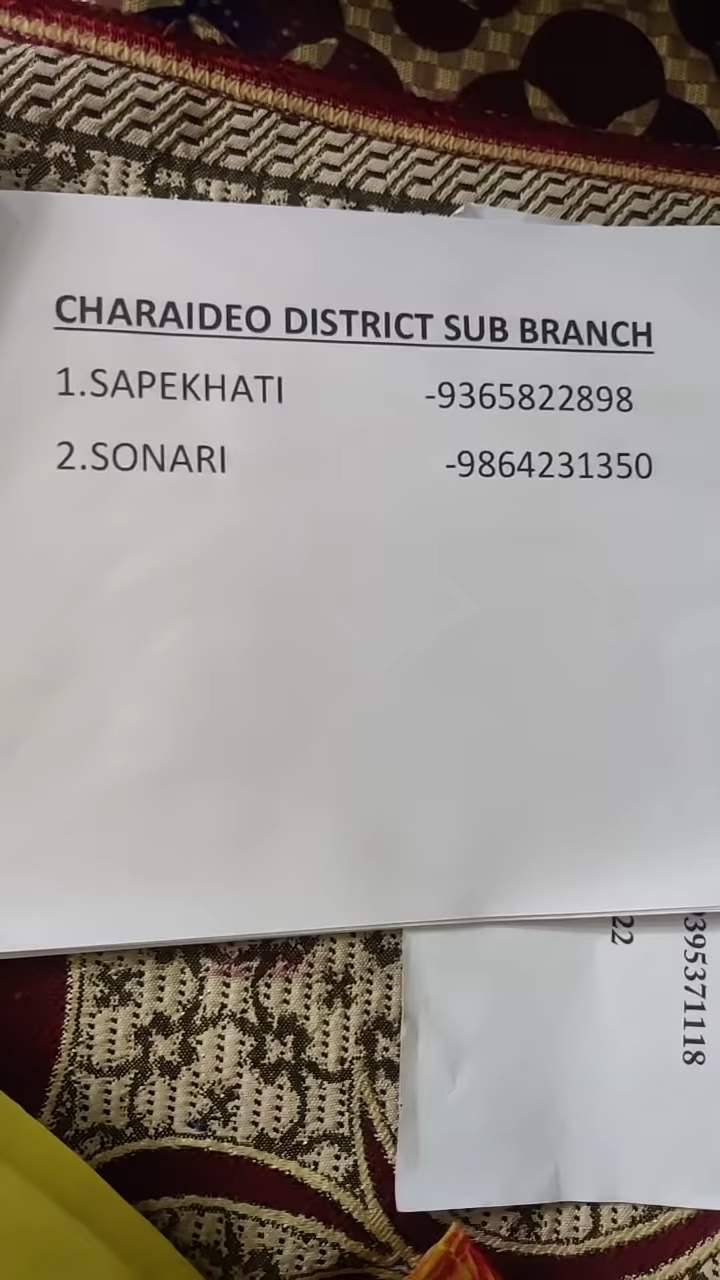 CHARAIDEO DISTRICT SUB BRANCH
1.SAPEKHATI -9365822898
2.SONARI -9864231350
22
395371118